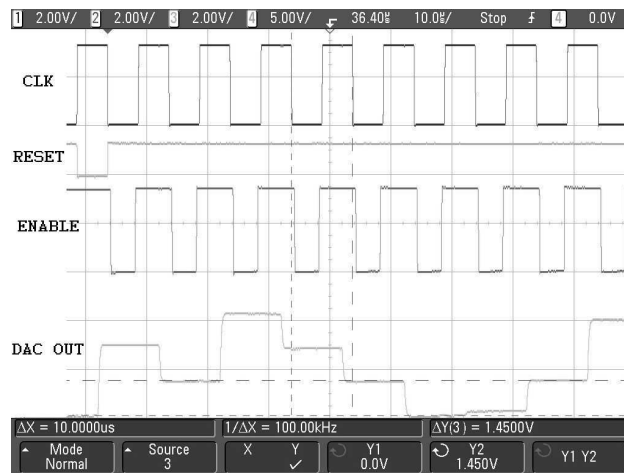 1 2.00V/ 2 2.00V/ 3 2.00V/ 4 5.00V/ 36.40ms 10.0ms/ Stop 4 0.0V
CLK
RESET
ENABLE
DAC OUT
ΔX = 10.0000us 1/ΔX = 100.00kHz ΔY(3) = 1.4500V
Mode Source X Y Y1 Y2 Y1 Y2
Normal 3 ✓ 0.0V 1.450V